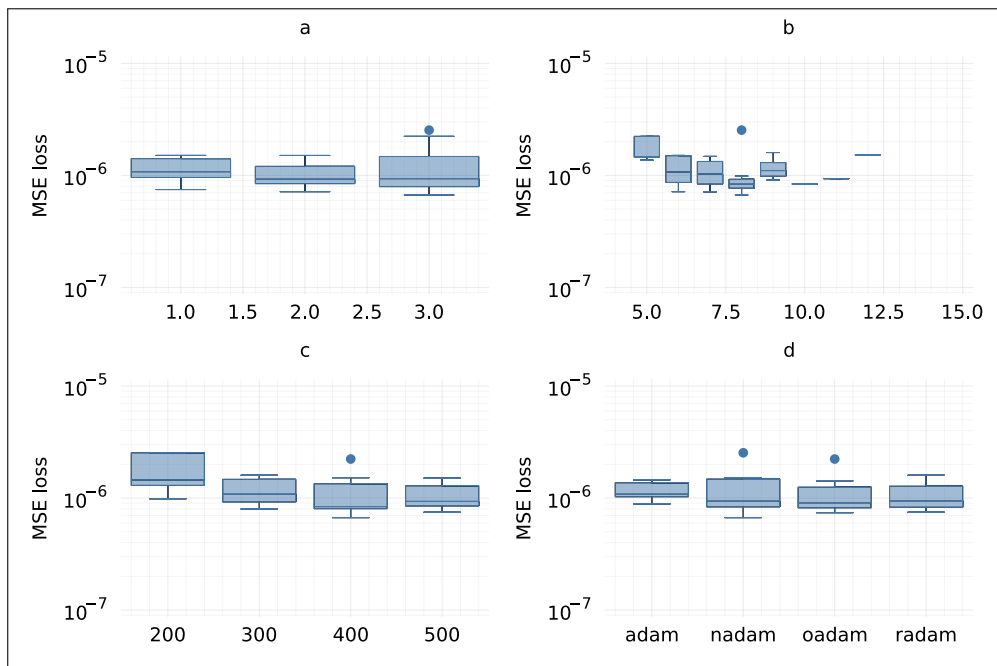 a
b
10⁻⁵
10⁻⁶
10⁻⁷
MSE loss
1.0 1.5 2.0 2.5 3.0
10⁻⁵
10⁻⁶
10⁻⁷
MSE loss
5.0 7.5 10.0 12.5 15.0
c
d
10⁻⁵
10⁻⁶
10⁻⁷
MSE loss
200 300 400 500
10⁻⁵
10⁻⁶
10⁻⁷
MSE loss
adam nadam oadam radam